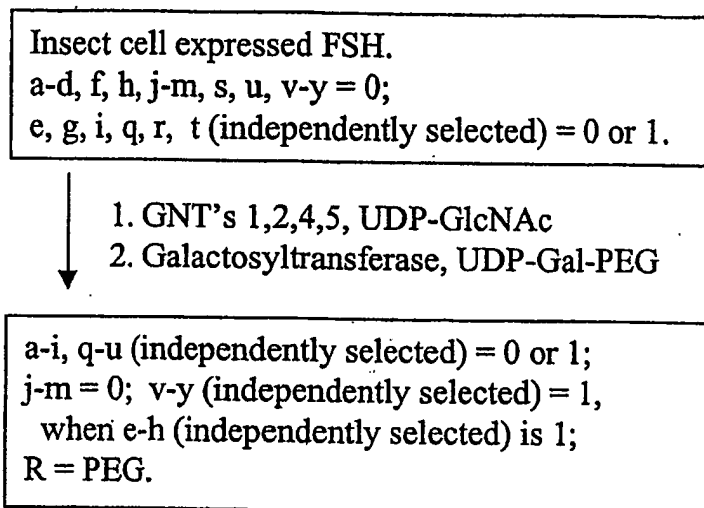 Insect cell expressed FSH.
a-d, f, h, j-m, s, u, v-y = 0;
e, g, i, q, r, t (independently selected) = 0 or 1.
1. GNT's 1,2,4,5, UDP-GlcNAc
2. Galactosyltransferase, UDP-Gal-PEG
a-i, q-u (independently selected) = 0 or 1;
j-m = 0; v-y (independently selected) = 1,
when e-h (independently selected) is 1;
R = PEG.